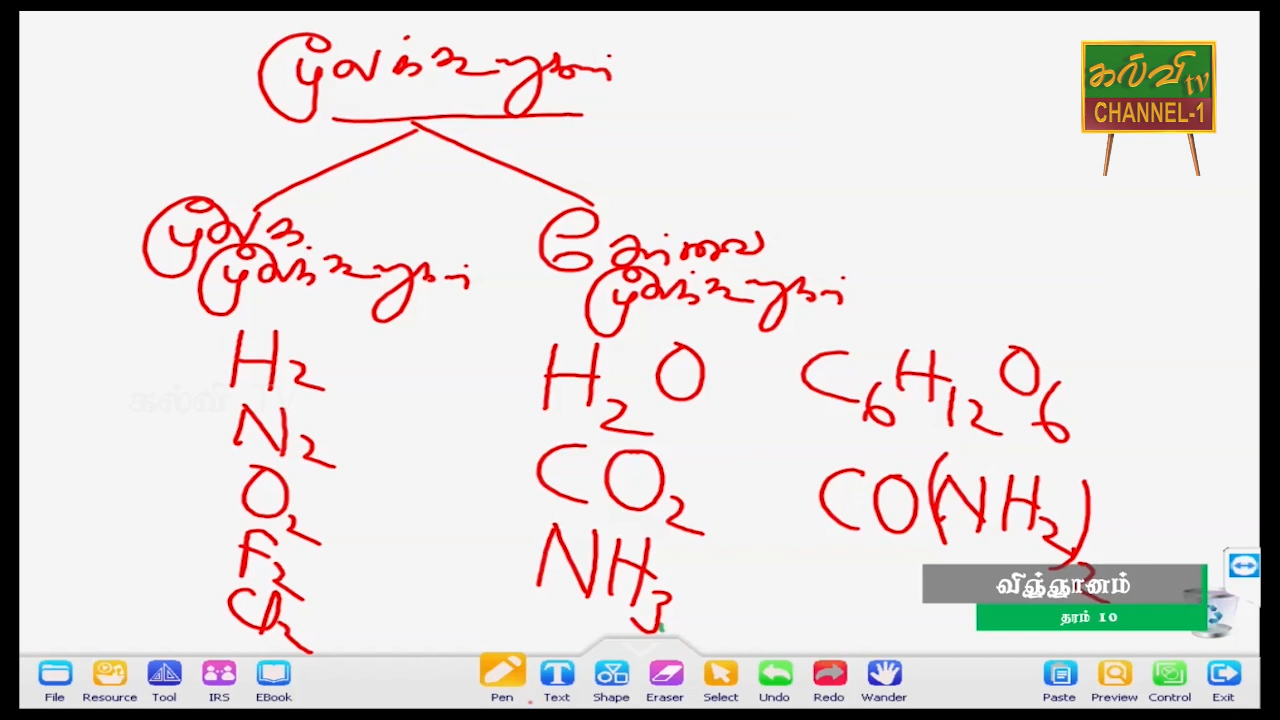 மூலக்கூறுகள்
கல்வி tv
CHANNEL-1
மூலக
மூலக்கூறுகள்
சேர்வை
மூலக்கூறுகள்
H2
H2O
C6H12O6
கல்வி TV
N2
O2
CO2
CO(NH2)2
F2
Cl2
NH3
விஞ்ஞானம்
தரம் 10
File
Resource
Tool
IRS
EBook
Pen
Text
Shape
Eraser
Select
Undo
Redo
Wander
Paste
Preview
Control
Exit